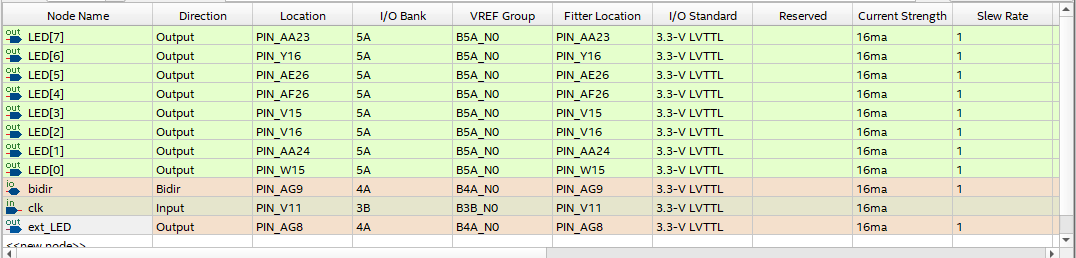 Node Name Direction Location I/O Bank VREF Group Fitter Location I/O Standard Reserved Current Strength Slew Rate
out LED[7] Output PIN_AA23 5A B5A_N0 PIN_AA23 3.3-V LVTTL 16ma 1
out LED[6] Output PIN_Y16 5A B5A_N0 PIN_Y16 3.3-V LVTTL 16ma 1
out LED[5] Output PIN_AE26 5A B5A_N0 PIN_AE26 3.3-V LVTTL 16ma 1
out LED[4] Output PIN_AF26 5A B5A_N0 PIN_AF26 3.3-V LVTTL 16ma 1
out LED[3] Output PIN_V15 5A B5A_N0 PIN_V15 3.3-V LVTTL 16ma 1
out LED[2] Output PIN_V16 5A B5A_N0 PIN_V16 3.3-V LVTTL 16ma 1
out LED[1] Output PIN_AA24 5A B5A_N0 PIN_AA24 3.3-V LVTTL 16ma 1
out LED[0] Output PIN_W15 5A B5A_N0 PIN_W15 3.3-V LVTTL 16ma 1
io bidir Bidir PIN_AG9 4A B4A_N0 PIN_AG9 3.3-V LVTTL 16ma 1
in clk Input PIN_V11 3B B3B_N0 PIN_V11 3.3-V LVTTL 16ma
out ext_LED Output PIN_AG8 4A B4A_N0 PIN_AG8 3.3-V LVTTL 16ma 1
<<new node>>